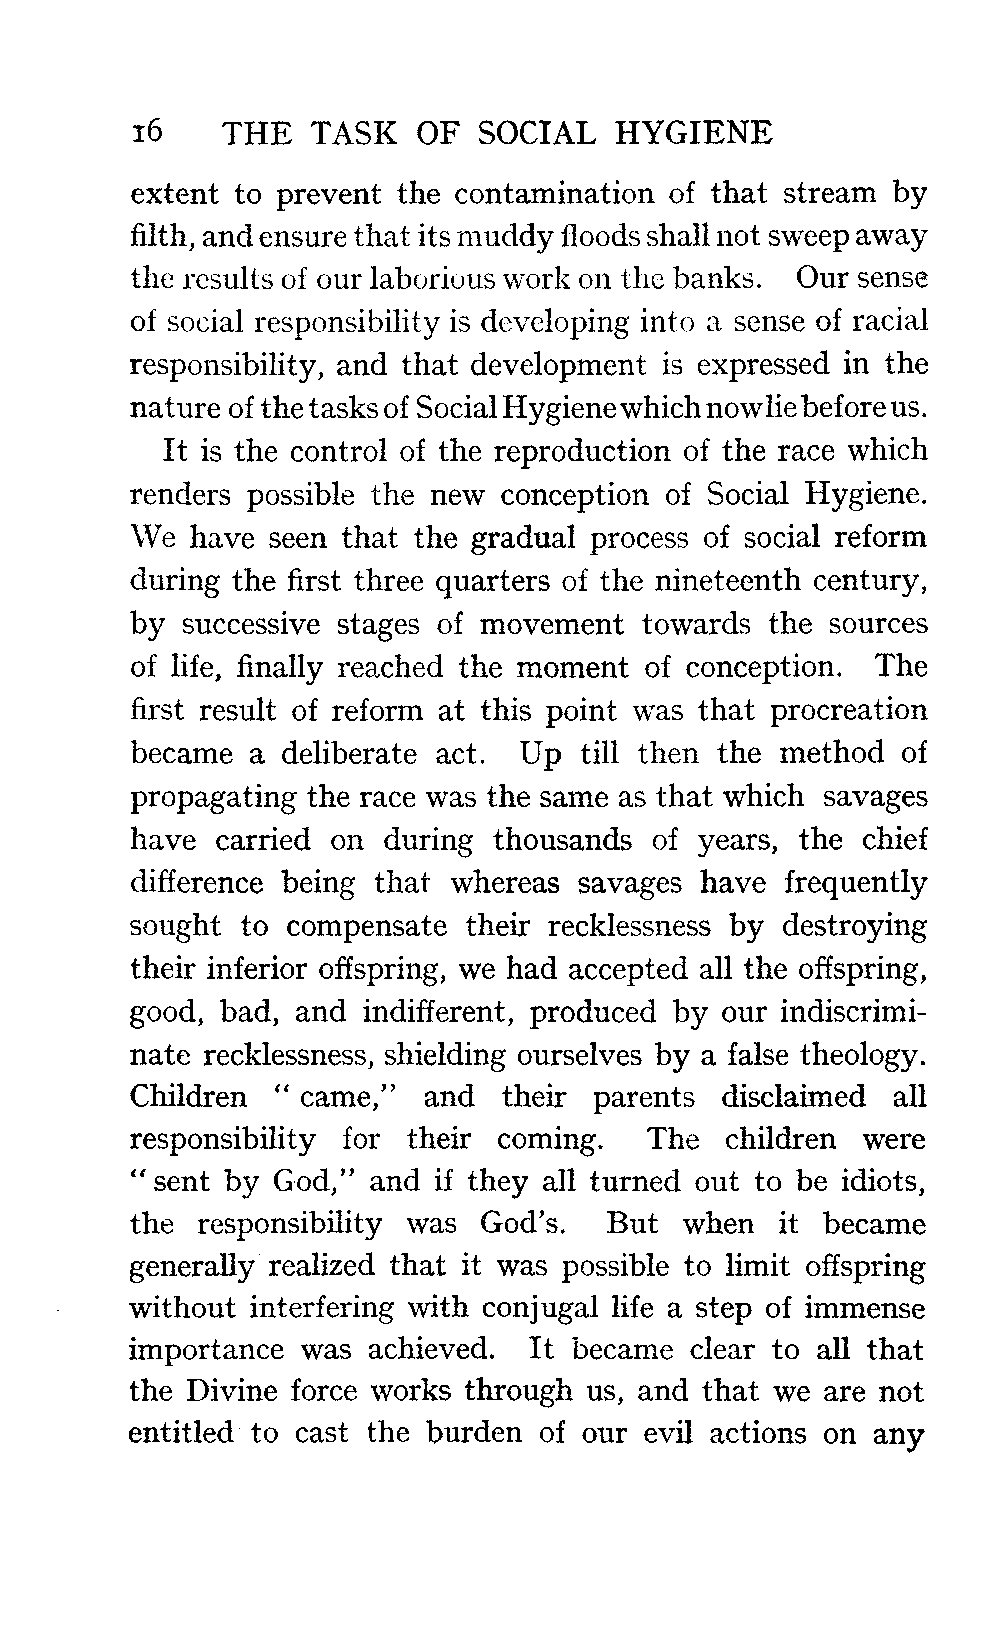 16 THE TASK OF SOCIAL HYGIENE
extent to prevent the contamination of that stream by
filth, and ensure that its muddy floods shall not sweep away
the results of our laborious work on the banks. Our sense
of social responsibility is developing into a sense of racial
responsibility, and that development is expressed in the
nature of the tasks of Social Hygiene which now lie before us.
It is the control of the reproduction of the race which
renders possible the new conception of Social Hygiene.
We have seen that the gradual process of social reform
during the first three quarters of the nineteenth century,
by successive stages of movement towards the sources
of life, finally reached the moment of conception. The
first result of reform at this point was that procreation
became a deliberate act. Up till then the method of
propagating the race was the same as that which savages
have carried on during thousands of years, the chief
difference being that whereas savages have frequently
sought to compensate their recklessness by destroying
their inferior offspring, we had accepted all the offspring,
good, bad, and indifferent, produced by our indiscrimi-
nate recklessness, shielding ourselves by a false theology.
Children " came," and their parents disclaimed all
responsibility for their coming. The children were
" sent by God," and if they all turned out to be idiots,
the responsibility was God's. But when it became
generally realized that it was possible to limit offspring
without interfering with conjugal life a step of immense
importance was achieved. It became clear to all that
the Divine force works through us, and that we are not
entitled to cast the burden of our evil actions on any